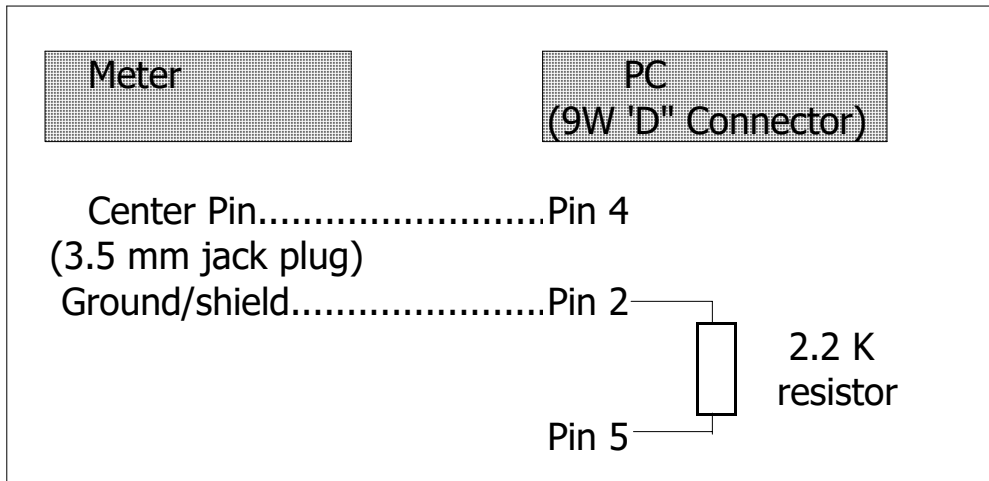 Meter
PC
(9W 'D" Connector)
Center Pin..........................Pin 4
(3.5 mm jack plug)
Ground/shield.......................Pin 2
2.2 K
resistor
Pin 5